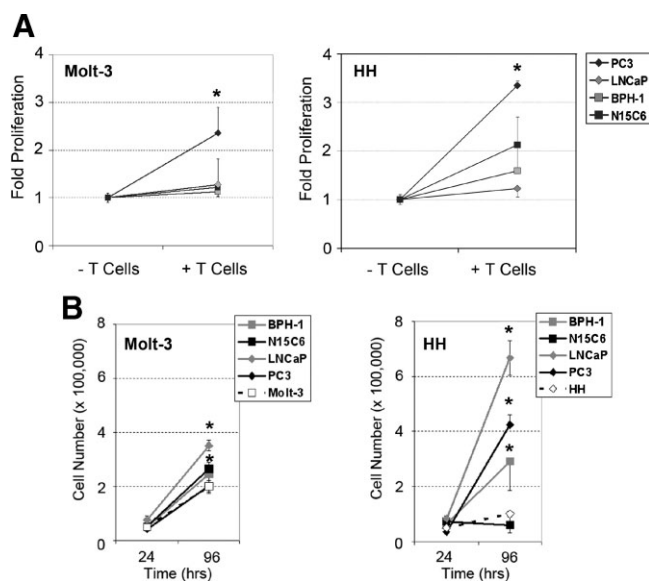 A
Molt-3
Fold Proliferation
4
3
2
1
0
*
- T Cells
+ T Cells
HH
Fold Proliferation
4
3
2
1
0
*
- T Cells
+ T Cells
PC3
LNCaP
BPH-1
N15C6
B
Molt-3
Cell Number (x 100,000)
8
6
4
2
0
*
*
24
96
Time (hrs)
BPH-1
N15C6
LNCaP
PC3
Molt-3
HH
Cell Number (x 100,000)
8
6
4
2
0
*
*
*
24
96
Time (hrs)
BPH-1
N15C6
LNCaP
PC3
HH